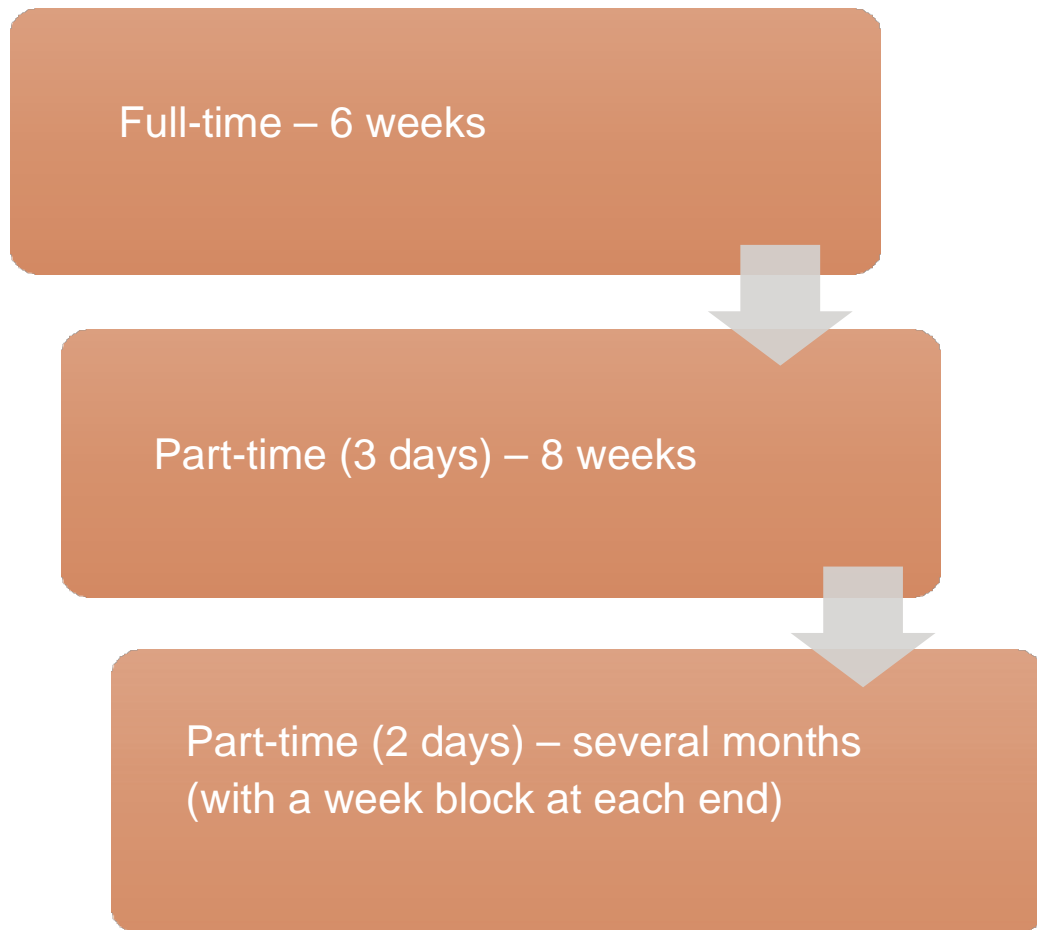 Full-time – 6 weeks
Part-time (3 days) – 8 weeks
Part-time (2 days) – several months
(with a week block at each end)